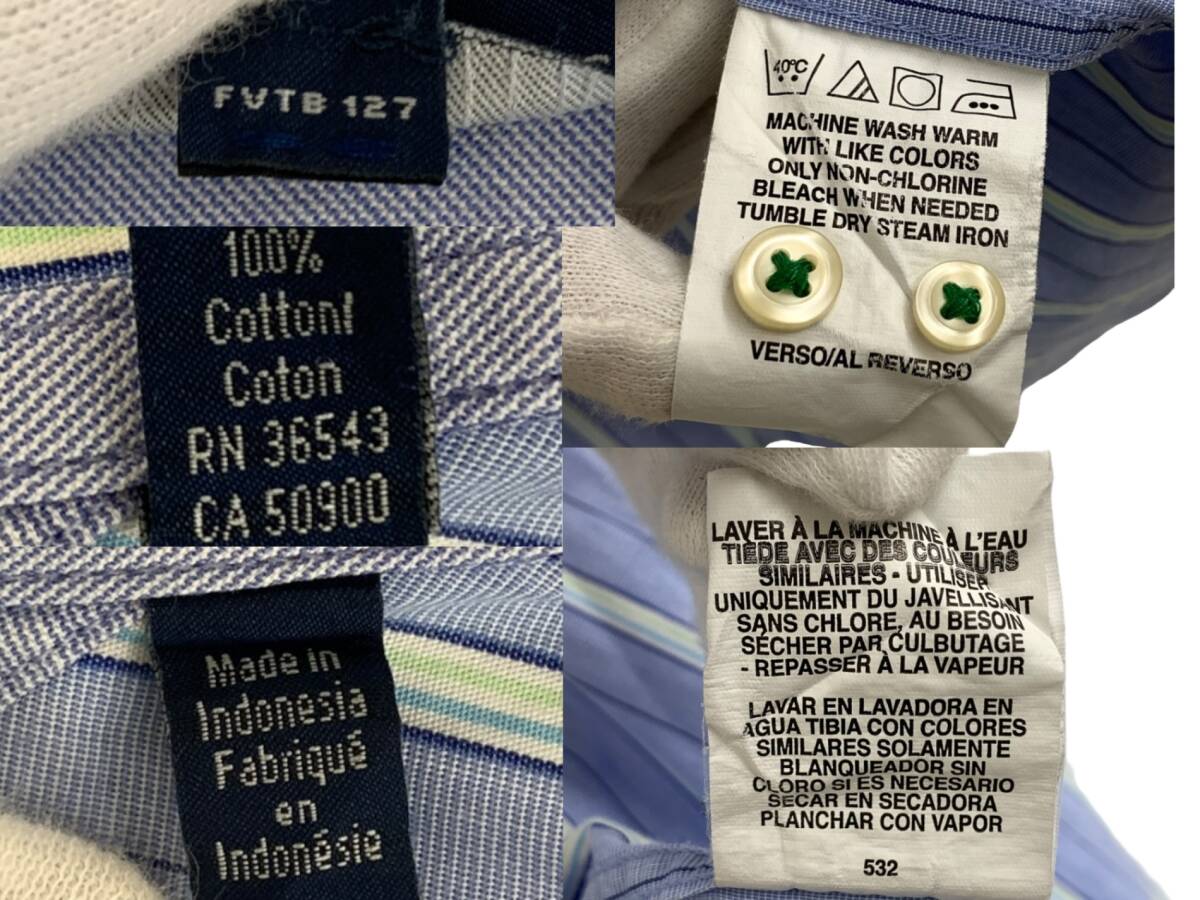 FVTB 127
100%
Cotton/
Coton
RN 36543
CA 50900
Made in
Indonesia
Fabriqué
en
Indonésie
40°C
MACHINE WASH WARM
WITH LIKE COLORS
ONLY NON-CHLORINE
BLEACH WHEN NEEDED
TUMBLE DRY STEAM IRON
VERSO/AL REVERSO
LAVER À LA MACHINE À L'EAU
TIÈDE AVEC DES COULEURS
SIMILAIRES - UTILISER
UNIQUEMENT DU JAVELLISANT
SANS CHLORE, AU BESOIN
SÉCHER PAR CULBUTAGE
- REPASSER À LA VAPEUR
LAVAR EN LAVADORA EN
AGUA TIBIA CON COLORES
SIMILARES SOLAMENTE
BLANQUEADOR SIN
CLORO SI ES NECESARIO
SECAR EN SECADORA
PLANCHAR CON VAPOR
532